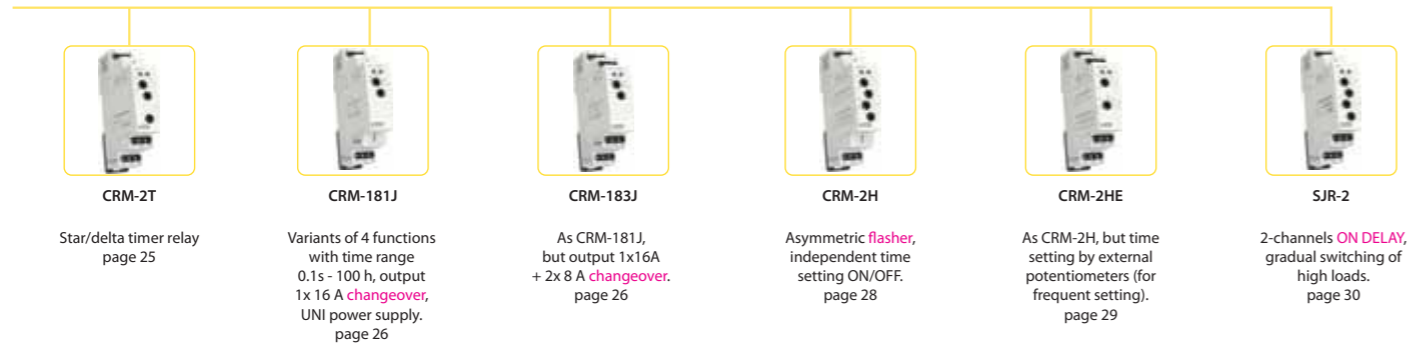 CRM-2T
Star/delta timer relay
page 25
CRM-181J
Variants of 4 functions
with time range
0.1s - 100 h, output
1x 16 A changeover,
UNI power supply.
page 26
CRM-183J
As CRM-181J,
but output 1x16A
+ 2x 8 A changeover.
page 26
CRM-2H
Asymmetric flasher,
independent time
setting ON/OFF.
page 28
CRM-2HE
As CRM-2H, but time
setting by external
potentiometers (for
frequent setting).
page 29
SJR-2
2-channels ON DELAY,
gradual switching of
high loads.
page 30